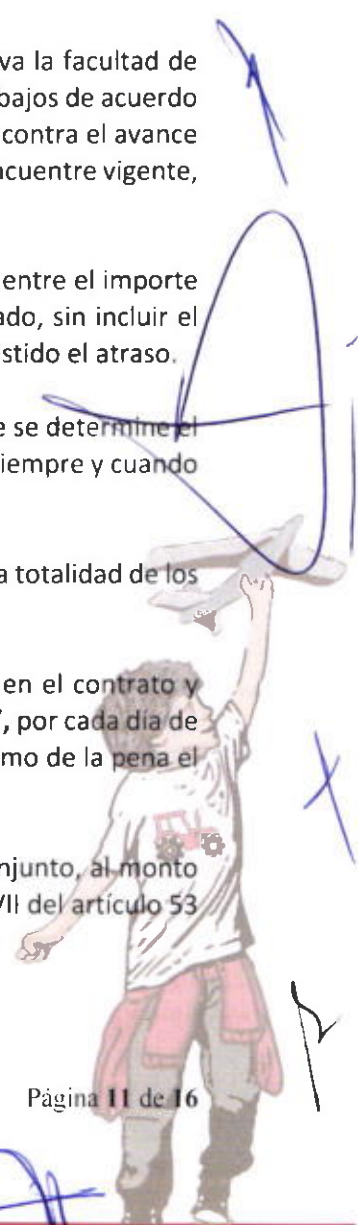 va la facultad de
bajos de acuerdo
contra el avance
ncuentre vigente,
entre el importe
ado, sin incluir el
stido el atraso.
e se determine el
siempre y cuando
a totalidad de los
en el contrato y
, por cada día de
mo de la pena el
njunto, al monto
VII del artículo 53
Página 11 de 16